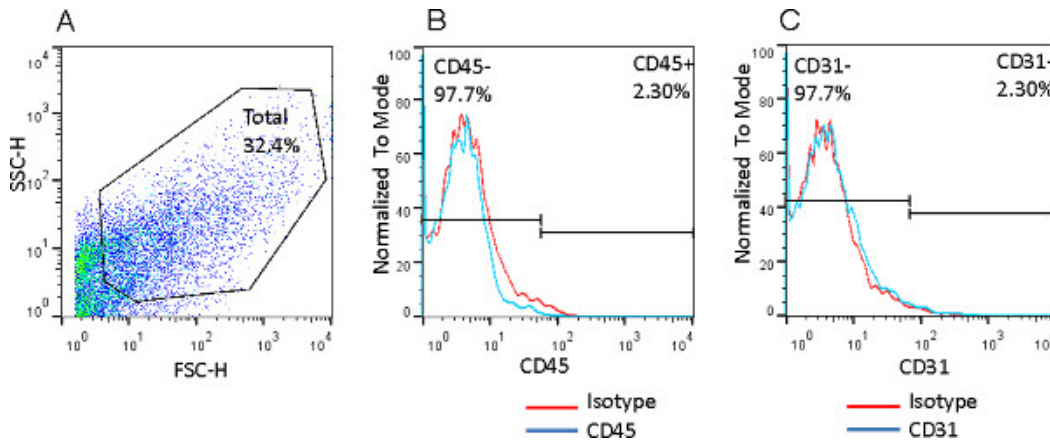 A
SSC-H
10^4
10^3
10^2
10^1
10^0
Total
32.4%
10^0 10^1 10^2 10^3 10^4
FSC-H
B
Normalized To Mode
100
80
60
40
20
0
CD45-
97.7%
CD45+
2.30%
10^0 10^1 10^2 10^3 10^4
CD45
Isotype
CD45
C
Normalized To Mode
100
80
60
40
20
0
CD31-
97.7%
CD31-
2.30%
10^0 10^1 10^2 10^3 10
CD31
Isotype
CD31